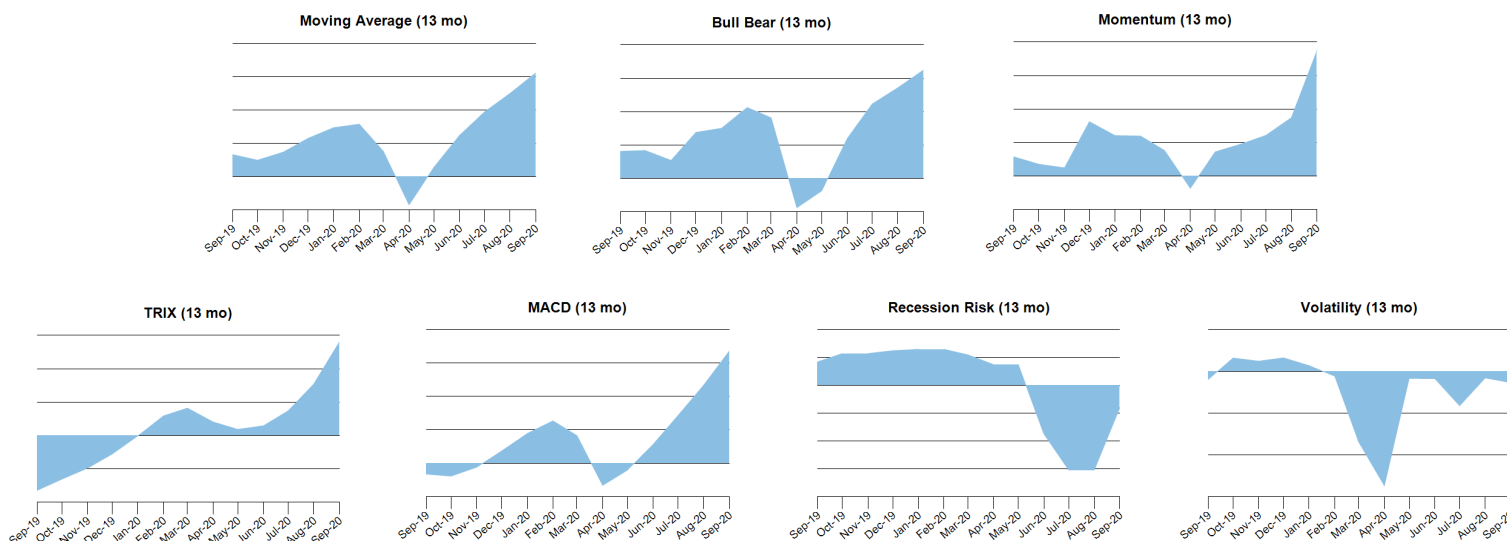 Moving Average (13 mo)
Sep-19
Oct-19
Nov-19
Dec-19
Jan-20
Feb-20
Mar-20
Apr-20
May-20
Jun-20
Jul-20
Aug-20
Sep-20
Bull Bear (13 mo)
Sep-19
Oct-19
Nov-19
Dec-19
Jan-20
Feb-20
Mar-20
Apr-20
May-20
Jun-20
Jul-20
Aug-20
Sep-20
Momentum (13 mo)
Sep-19
Oct-19
Nov-19
Dec-19
Jan-20
Feb-20
Mar-20
Apr-20
May-20
Jun-20
Jul-20
Aug-20
Sep-20
TRIX (13 mo)
Sep-19
Oct-19
Nov-19
Dec-19
Jan-20
Feb-20
Mar-20
Apr-20
May-20
Jun-20
Jul-20
Aug-20
Sep-20
MACD (13 mo)
Sep-19
Oct-19
Nov-19
Dec-19
Jan-20
Feb-20
Mar-20
Apr-20
May-20
Jun-20
Jul-20
Aug-20
Sep-20
Recession Risk (13 mo)
Sep-19
Oct-19
Nov-19
Dec-19
Jan-20
Feb-20
Mar-20
Apr-20
May-20
Jun-20
Jul-20
Aug-20
Sep-20
Volatility (13 mo)
Sep-19
Oct-19
Nov-19
Dec-19
Jan-20
Feb-20
Mar-20
Apr-20
May-20
Jun-20
Jul-20
Aug-20
Sep-20